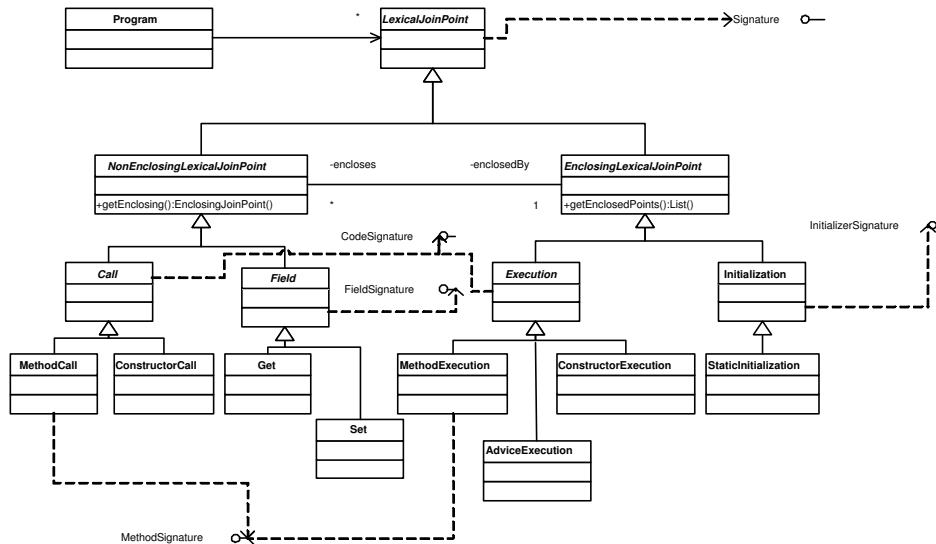 Program
*
LexicalJoinPoint
Signature
NonEnclosingLexicalJoinPoint
+getEnclosing():EnclosingJoinPoint()
-encloses
-enclosedBy
*
1
EnclosingLexicalJoinPoint
+getEnclosedPoints():List()
CodeSignature
InitializerSignature
Call
Field
FieldSignature
Execution
Initialization
MethodCall
ConstructorCall
Get
MethodExecution
ConstructorExecution
StaticInitialization
Set
AdviceExecution
MethodSignature